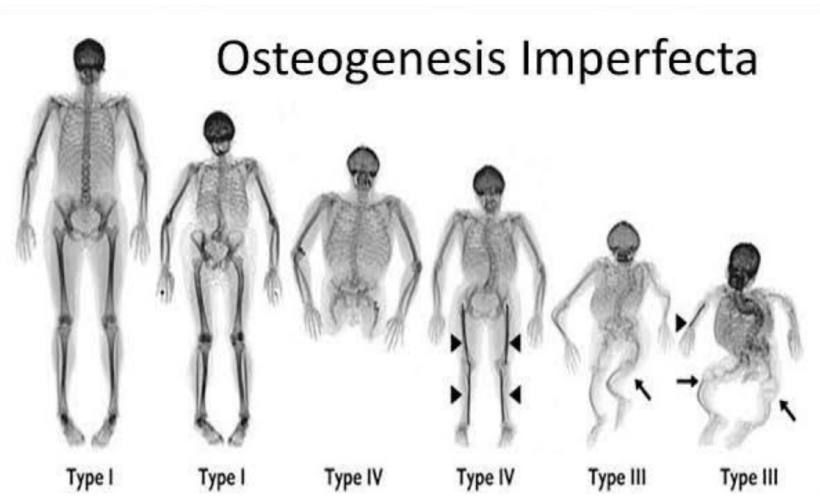 Osteogenesis Imperfecta
Type I Type I Type IV Type IV Type III Type III